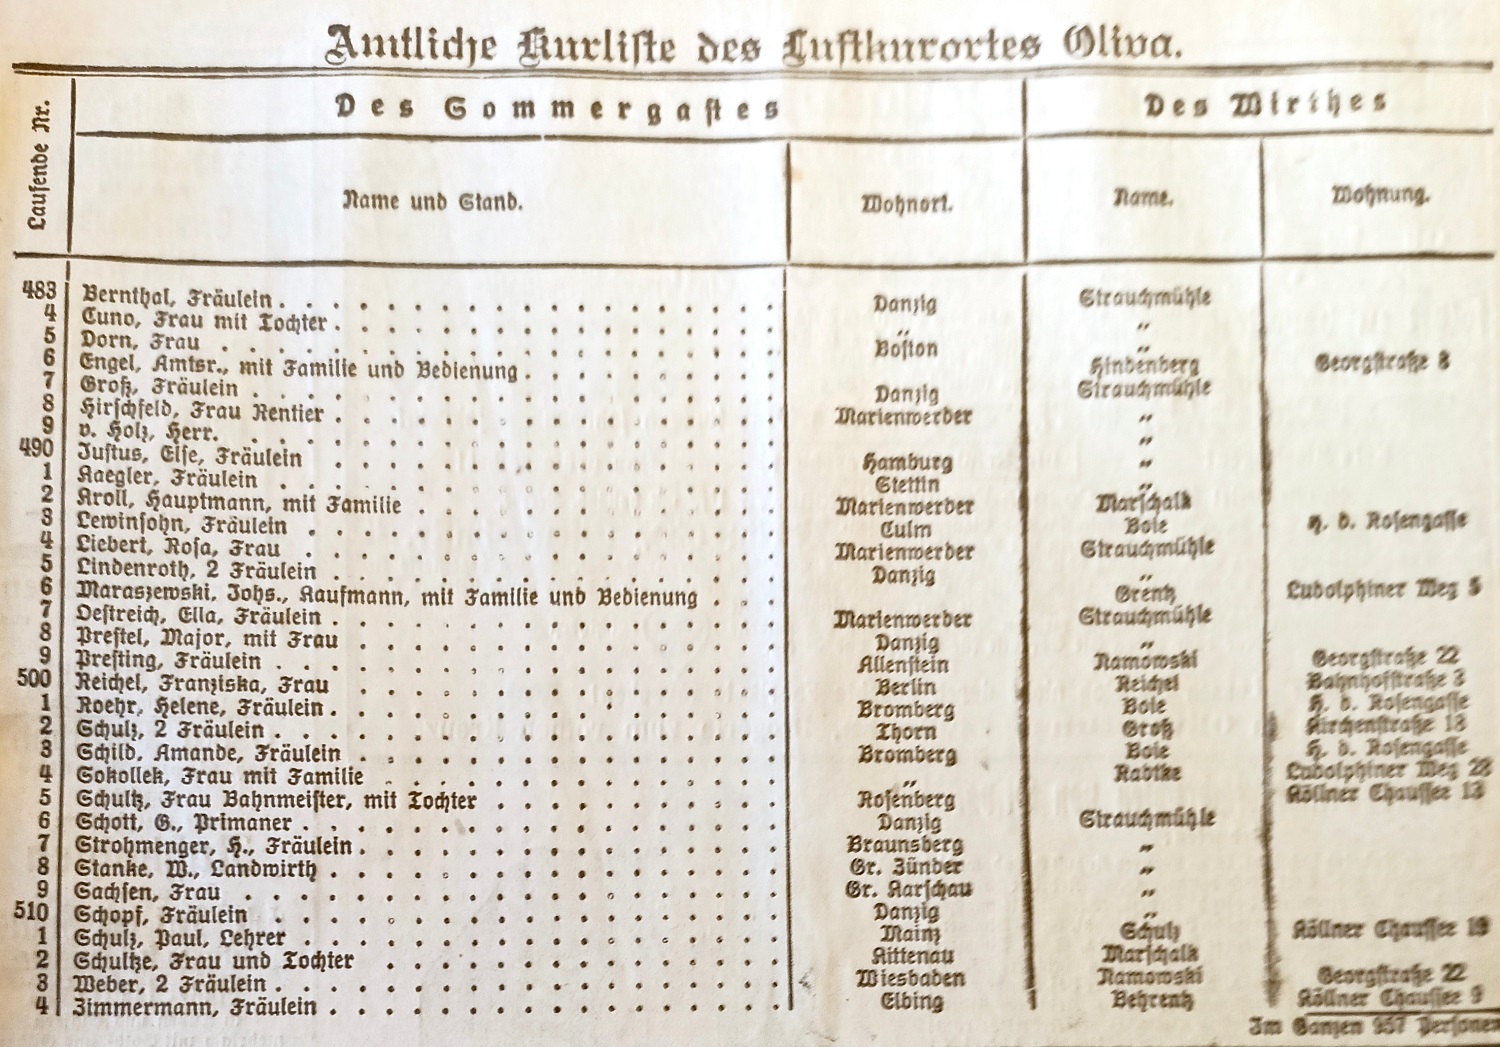 Amtliche Kurliste des Luftkurortes Oliva.
Laufende Nr.
Des Sommergastes Des Wirthes
Name und Stand. Wohnort. Name. Wohnung.
483 Bernthal, Fräulein . . . Danzig Strauchmühle
4 Cuno, Frau mit Tochter . . . " "
5 Dorn, Frau . . . Boston "
6 Engel, Amtsr., mit Familie und Bedienung . . . Hindenberg Georgstraße 8
7 Groß, Fräulein . . . Danzig Strauchmühle
8 Hirschfeld, Frau Rentier . . . Marienwerder "
9 v. Holz, Herr. . . . "
490 Justus, Else, Fräulein . . . Hamburg "
1 Kaegler, Fräulein . . . Stettin "
2 Kroll, Hauptmann, mit Familie . . . Marienwerder Marschalk
3 Lewinsohn, Fräulein . . . Culm Boie H. d. Rosengasse
4 Liebert, Rosa, Frau . . . Marienwerder Strauchmühle
5 Lindenroth, 2 Fräulein . . . Danzig "
6 Maraszewski, Johs., Kaufmann, mit Familie und Bedienung . . . Grentz Ludolphiner Weg 5
7 Oestreich, Ella, Fräulein . . . Marienwerder Strauchmühle
8 Prestel, Major, mit Frau . . . Danzig "
9 Presting, Fräulein . . . Allenstein Ramowski Georgstraße 22
500 Reichel, Franziska, Frau . . . Berlin Reichel Bahnhofstraße 3
1 Roehr, Helene, Fräulein . . . Bromberg Boie H. d. Rosengasse
2 Schulz, 2 Fräulein . . . Thorn Groß Kirchenstraße 18
3 Schild, Amande, Fräulein . . . Bromberg Boie H. d. Rosengasse
4 Sokollek, Frau mit Familie . . . " Radtke Ludolphiner Weg 28
5 Schultz, Frau Bahnmeister, mit Tochter . . . Rosenberg Köllner Chaussee 13
6 Schott, G., Primaner . . . Danzig Strauchmühle
7 Strohmenger, H., Fräulein . . . Braunsberg "
8 Stanke, W., Landwirth . . . Gr. Zünder "
9 Sachsen, Frau . . . Gr. Karschau "
510 Schopf, Fräulein . . . Danzig "
1 Schulz, Paul, Lehrer . . . Mainz Schulz Köllner Chaussee 19
2 Schultze, Frau und Tochter . . . Kittenau Marschalk
3 Weber, 2 Fräulein . . . Wiesbaden Ramowski Georgstraße 22
4 Zimmermann, Fräulein . . . Elbing Behrentz Köllner Chaussee 9
Im Ganzen 957 Personen